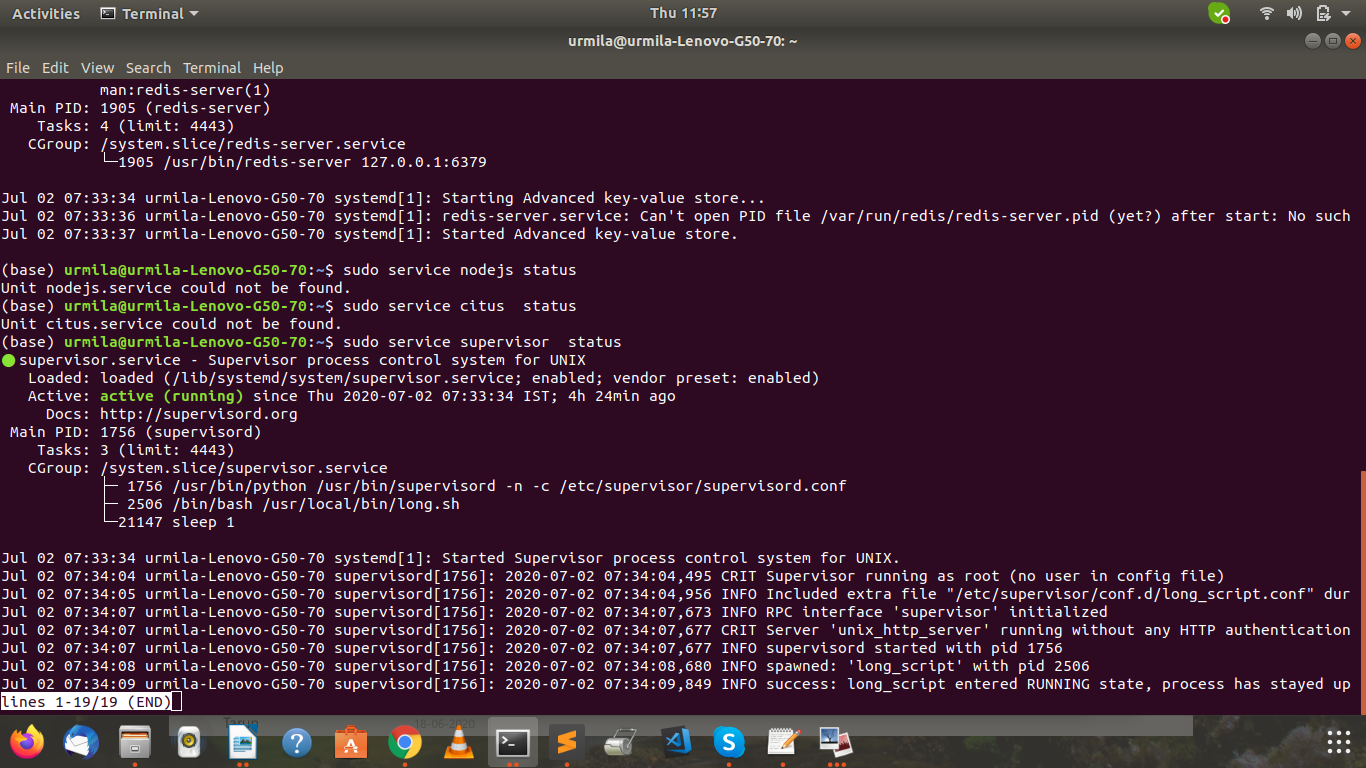 Activities Terminal Thu 11:57
urmila@urmila-Lenovo-G50-70: ~
File Edit View Search Terminal Help
man:redis-server(1)
Main PID: 1905 (redis-server)
Tasks: 4 (limit: 4443)
CGroup: /system.slice/redis-server.service
└─1905 /usr/bin/redis-server 127.0.0.1:6379
Jul 02 07:33:34 urmila-Lenovo-G50-70 systemd[1]: Starting Advanced key-value store...
Jul 02 07:33:36 urmila-Lenovo-G50-70 systemd[1]: redis-server.service: Can't open PID file /var/run/redis/redis-server.pid (yet?) after start: No such
Jul 02 07:33:37 urmila-Lenovo-G50-70 systemd[1]: Started Advanced key-value store.
(base) urmila@urmila-Lenovo-G50-70:~$ sudo service nodejs status
Unit nodejs.service could not be found.
(base) urmila@urmila-Lenovo-G50-70:~$ sudo service citus  status
Unit citus.service could not be found.
(base) urmila@urmila-Lenovo-G50-70:~$ sudo service supervisor  status
● supervisor.service - Supervisor process control system for UNIX
Loaded: loaded (/lib/systemd/system/supervisor.service; enabled; vendor preset: enabled)
Active: active (running) since Thu 2020-07-02 07:33:34 IST; 4h 24min ago
Docs: http://supervisord.org
Main PID: 1756 (supervisord)
Tasks: 3 (limit: 4443)
CGroup: /system.slice/supervisor.service
├─ 1756 /usr/bin/python /usr/bin/supervisord -n -c /etc/supervisor/supervisord.conf
├─ 2506 /bin/bash /usr/local/bin/long.sh
└─21147 sleep 1
Jul 02 07:33:34 urmila-Lenovo-G50-70 systemd[1]: Started Supervisor process control system for UNIX.
Jul 02 07:34:04 urmila-Lenovo-G50-70 supervisord[1756]: 2020-07-02 07:34:04,495 CRIT Supervisor running as root (no user in config file)
Jul 02 07:34:05 urmila-Lenovo-G50-70 supervisord[1756]: 2020-07-02 07:34:04,956 INFO Included extra file "/etc/supervisor/conf.d/long_script.conf" dur
Jul 02 07:34:07 urmila-Lenovo-G50-70 supervisord[1756]: 2020-07-02 07:34:07,673 INFO RPC interface 'supervisor' initialized
Jul 02 07:34:07 urmila-Lenovo-G50-70 supervisord[1756]: 2020-07-02 07:34:07,677 CRIT Server 'unix_http_server' running without any HTTP authentication
Jul 02 07:34:07 urmila-Lenovo-G50-70 supervisord[1756]: 2020-07-02 07:34:07,677 INFO supervisord started with pid 1756
Jul 02 07:34:08 urmila-Lenovo-G50-70 supervisord[1756]: 2020-07-02 07:34:08,680 INFO spawned: 'long_script' with pid 2506
Jul 02 07:34:09 urmila-Lenovo-G50-70 supervisord[1756]: 2020-07-02 07:34:09,849 INFO success: long_script entered RUNNING state, process has stayed up
lines 1-19/19 (END)
Tarun 18-06-2020